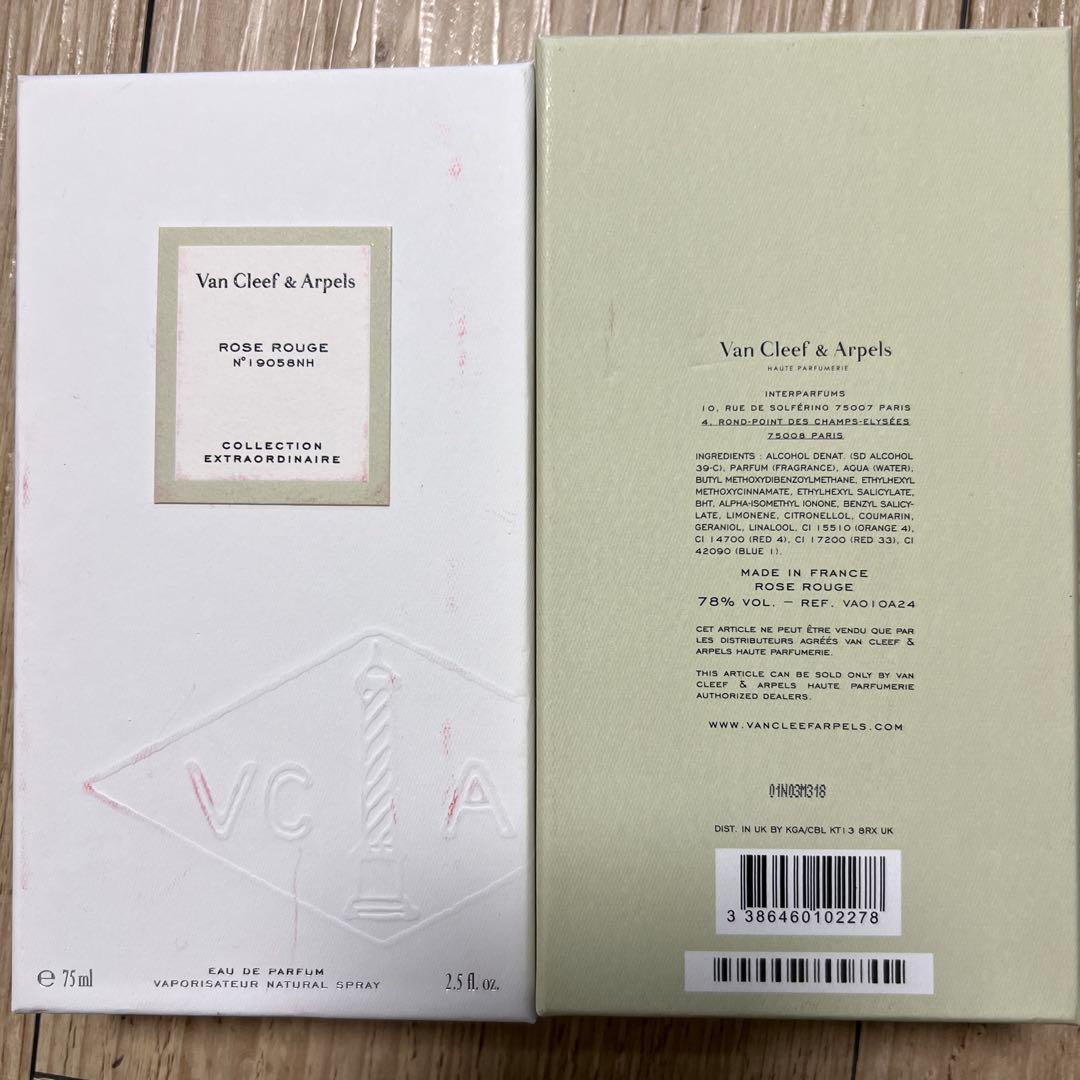 Van Cleef & Arpels
ROSE ROUGE
N°19058NH
COLLECTION
EXTRAORDINAIRE
VC A
℮ 75 ml
EAU DE PARFUM
VAPORISATEUR NATURAL SPRAY
2.5 fl. oz.
Van Cleef & Arpels
HAUTE PARFUMERIE
INTERPARFUMS
10, RUE DE SOLFÉRINO 75007 PARIS
4, ROND-POINT DES CHAMPS-ELYSÉES
75008 PARIS
INGREDIENTS : ALCOHOL DENAT. (SD ALCOHOL
39-C), PARFUM (FRAGRANCE), AQUA (WATER),
BUTYL METHOXYDIBENZOYLMETHANE, ETHYLHEXYL
METHOXYCINNAMATE, ETHYLHEXYL SALICYLATE,
BHT, ALPHA-ISOMETHYL IONONE, BENZYL SALICY-
LATE, LIMONENE, CITRONELLOL, COUMARIN,
GERANIOL, LINALOOL, CI 15510 (ORANGE 4),
CI 14700 (RED 4), CI 17200 (RED 33), CI
42090 (BLUE 1).
MADE IN FRANCE
ROSE ROUGE
78% VOL. – REF. VA010A24
CET ARTICLE NE PEUT ÊTRE VENDU QUE PAR
LES DISTRIBUTEURS AGRÉÉS VAN CLEEF &
ARPELS HAUTE PARFUMERIE.
THIS ARTICLE CAN BE SOLD ONLY BY VAN
CLEEF & ARPELS HAUTE PARFUMERIE
AUTHORIZED DEALERS.
WWW.VANCLEEFARPELS.COM
01N03M318
DIST. IN UK BY KGA/CBL KT13 8RX UK
3 386460 102278